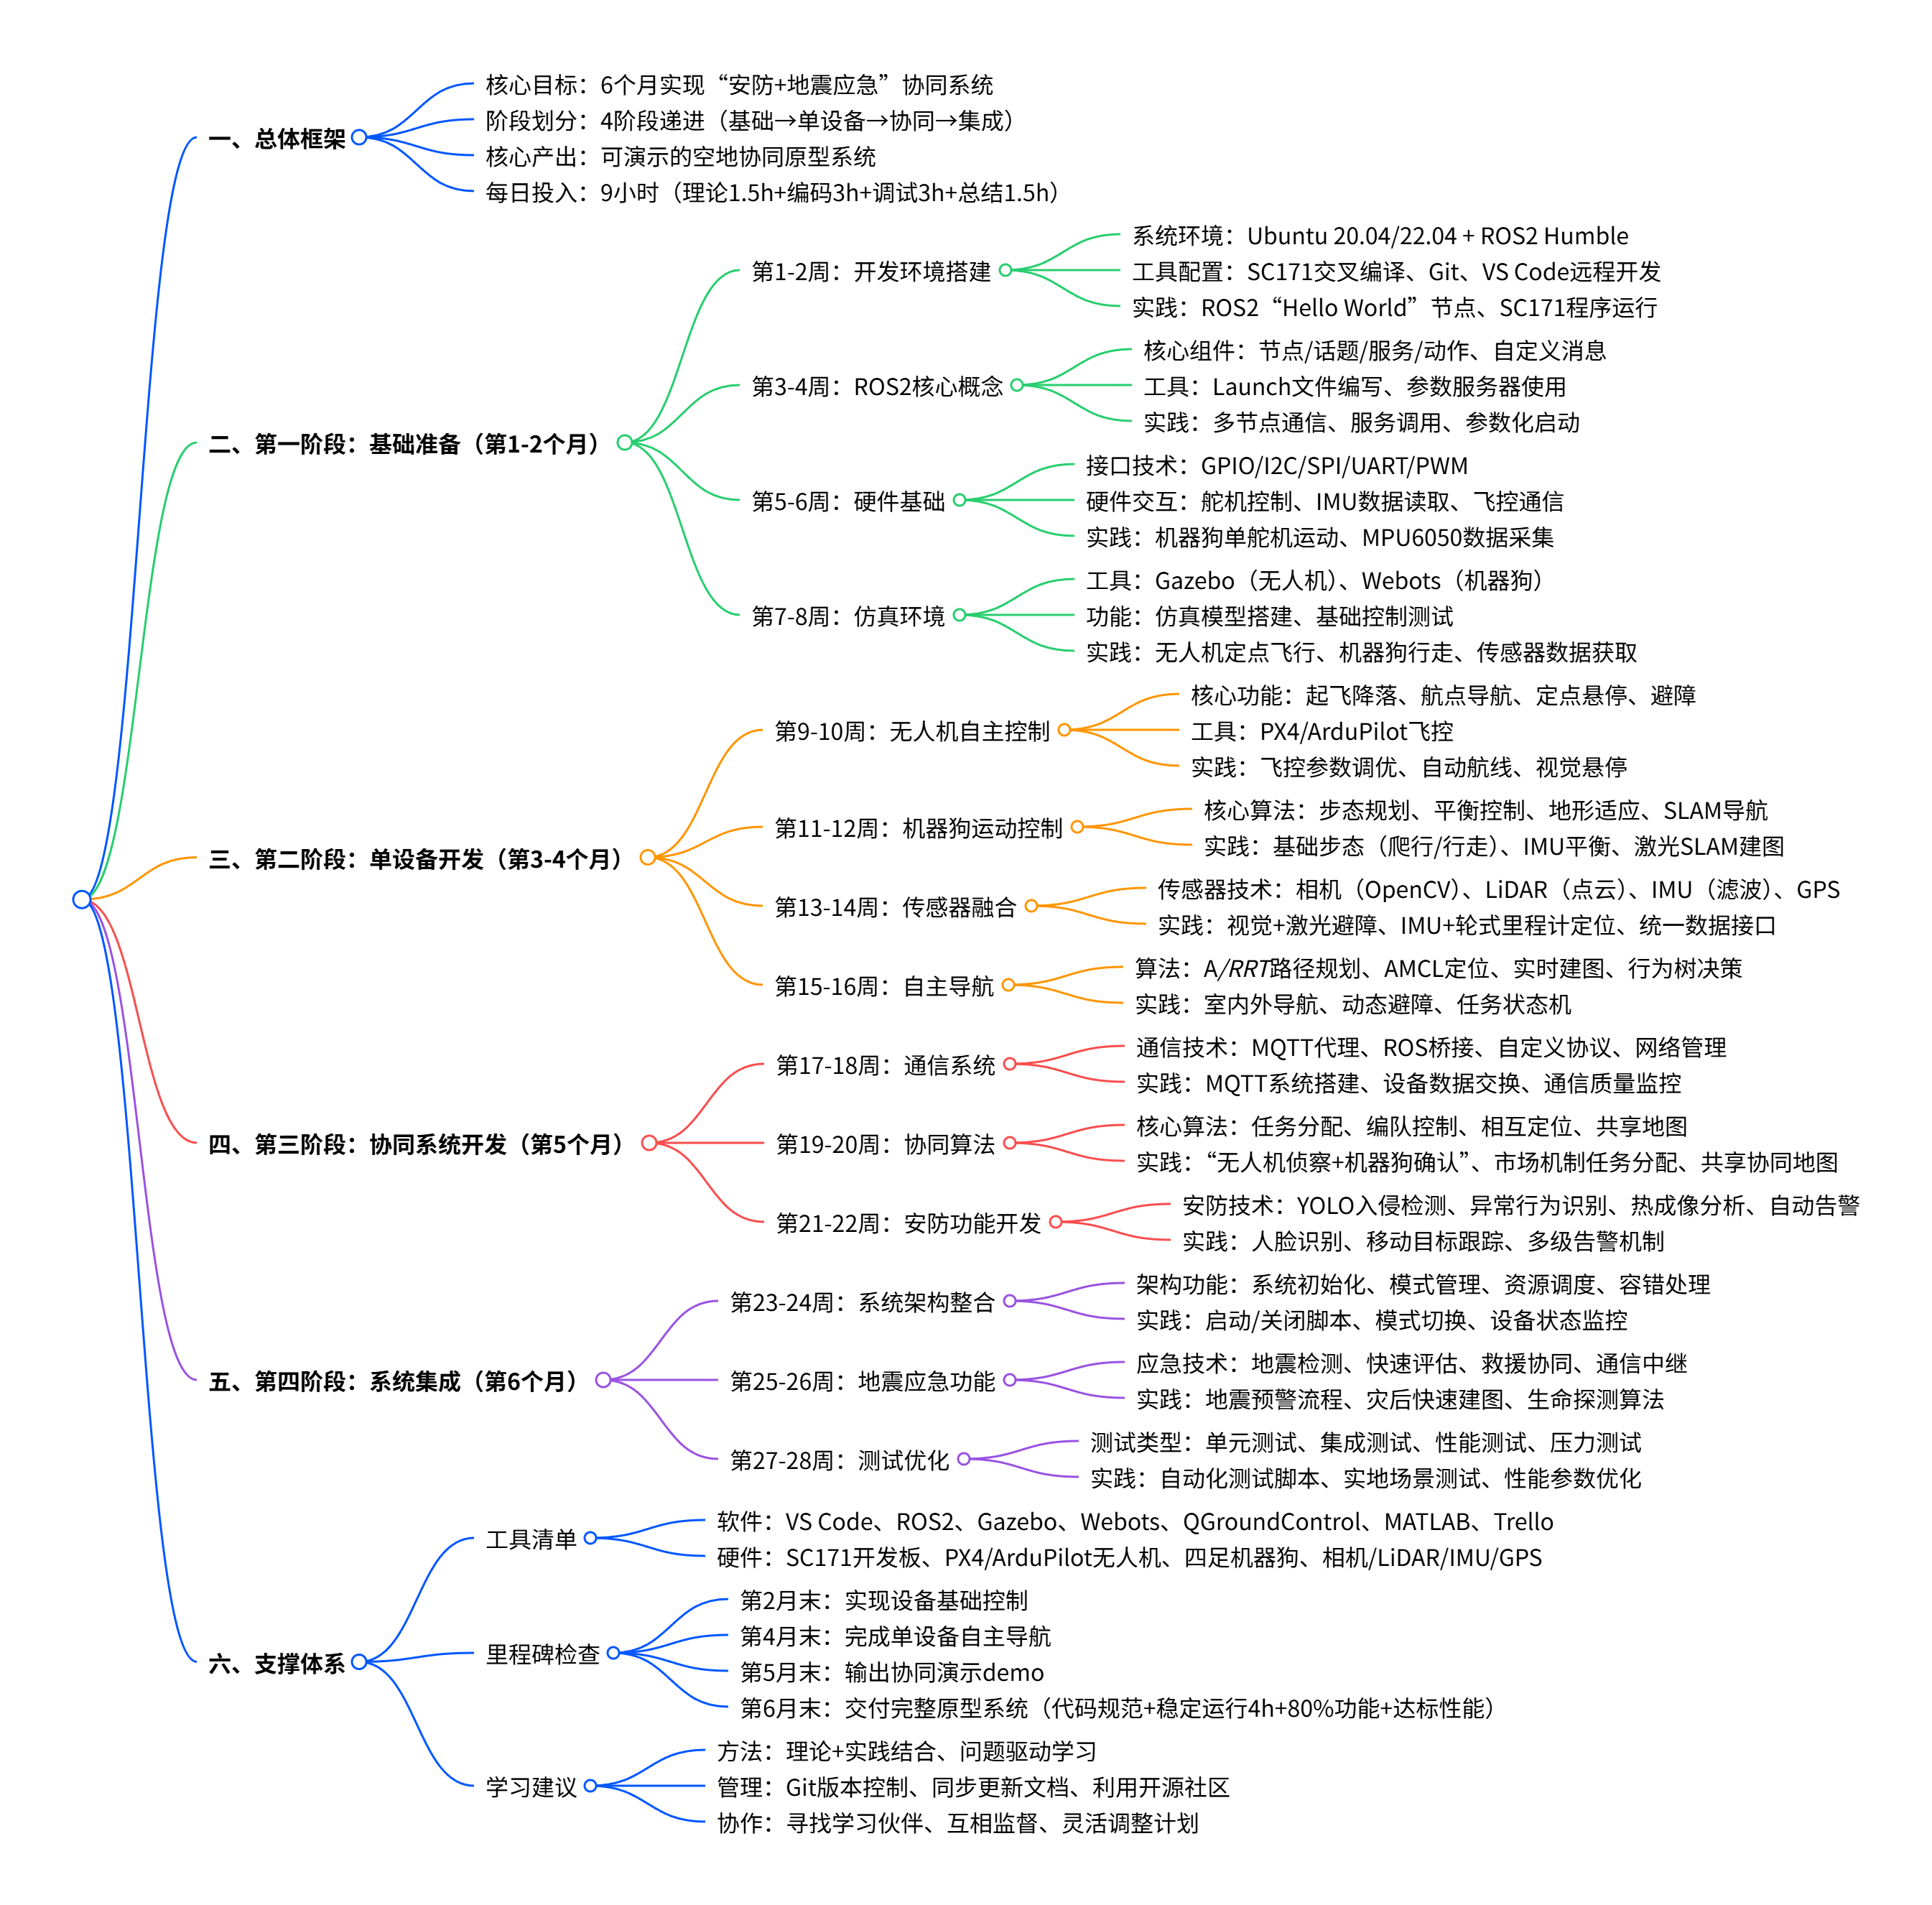 一、总体框架
核心目标：6个月实现“安防+地震应急”协同系统
阶段划分：4阶段递进（基础→单设备→协同→集成）
核心产出：可演示的空地协同原型系统
每日投入：9小时（理论1.5h+编码3h+调试3h+总结1.5h）
二、第一阶段：基础准备（第1-2个月）
第1-2周：开发环境搭建
系统环境：Ubuntu 20.04/22.04 + ROS2 Humble
工具配置：SC171交叉编译、Git、VS Code远程开发
实践：ROS2“Hello World”节点、SC171程序运行
第3-4周：ROS2核心概念
核心组件：节点/话题/服务/动作、自定义消息
工具：Launch文件编写、参数服务器使用
实践：多节点通信、服务调用、参数化启动
第5-6周：硬件基础
接口技术：GPIO/I2C/SPI/UART/PWM
硬件交互：舵机控制、IMU数据读取、飞控通信
实践：机器狗单舵机运动、MPU6050数据采集
第7-8周：仿真环境
工具：Gazebo（无人机）、Webots（机器狗）
功能：仿真模型搭建、基础控制测试
实践：无人机定点飞行、机器狗行走、传感器数据获取
三、第二阶段：单设备开发（第3-4个月）
第9-10周：无人机自主控制
核心功能：起飞降落、航点导航、定点悬停、避障
工具：PX4/ArduPilot飞控
实践：飞控参数调优、自动航线、视觉悬停
第11-12周：机器狗运动控制
核心算法：步态规划、平衡控制、地形适应、SLAM导航
实践：基础步态（爬行/行走）、IMU平衡、激光SLAM建图
第13-14周：传感器融合
传感器技术：相机（OpenCV）、LiDAR（点云）、IMU（滤波）、GPS
实践：视觉+激光避障、IMU+轮式里程计定位、统一数据接口
第15-16周：自主导航
算法：A/RRT路径规划、AMCL定位、实时建图、行为树决策
实践：室内外导航、动态避障、任务状态机
四、第三阶段：协同系统开发（第5个月）
第17-18周：通信系统
通信技术：MQTT代理、ROS桥接、自定义协议、网络管理
实践：MQTT系统搭建、设备数据交换、通信质量监控
第19-20周：协同算法
核心算法：任务分配、编队控制、相互定位、共享地图
实践：“无人机侦察+机器狗确认”、市场机制任务分配、共享协同地图
第21-22周：安防功能开发
安防技术：YOLO入侵检测、异常行为识别、热成像分析、自动告警
实践：人脸识别、移动目标跟踪、多级告警机制
五、第四阶段：系统集成（第6个月）
第23-24周：系统架构整合
架构功能：系统初始化、模式管理、资源调度、容错处理
实践：启动/关闭脚本、模式切换、设备状态监控
第25-26周：地震应急功能
应急技术：地震检测、快速评估、救援协同、通信中继
实践：地震预警流程、灾后快速建图、生命探测算法
第27-28周：测试优化
测试类型：单元测试、集成测试、性能测试、压力测试
实践：自动化测试脚本、实地场景测试、性能参数优化
六、支撑体系
工具清单
软件：VS Code、ROS2、Gazebo、Webots、QGroundControl、MATLAB、Trello
硬件：SC171开发板、PX4/ArduPilot无人机、四足机器狗、相机/LiDAR/IMU/GPS
里程碑检查
第2月末：实现设备基础控制
第4月末：完成单设备自主导航
第5月末：输出协同演示demo
第6月末：交付完整原型系统（代码规范+稳定运行4h+80%功能+达标性能）
学习建议
方法：理论+实践结合、问题驱动学习
管理：Git版本控制、同步更新文档、利用开源社区
协作：寻找学习伙伴、互相监督、灵活调整计划